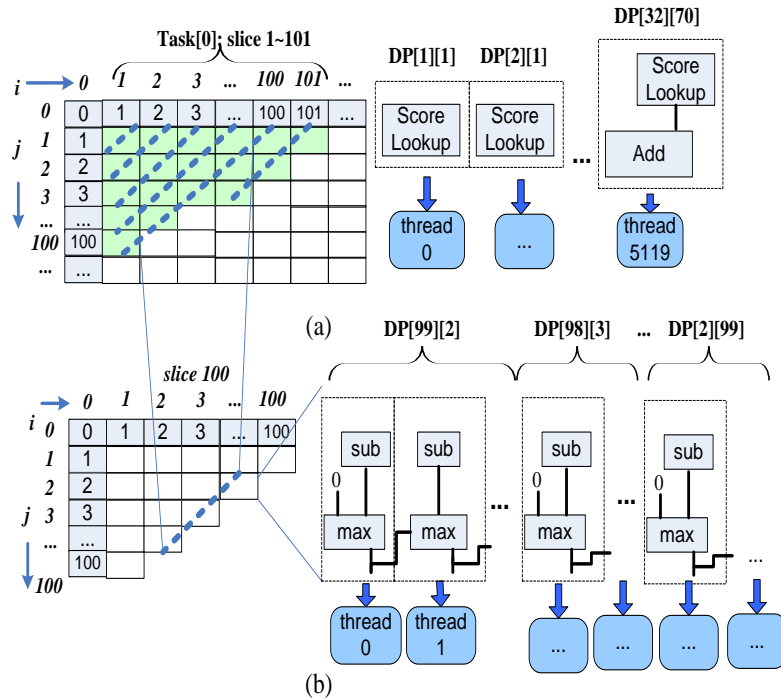 Task[0]: slice 1~101
DP[1][1] DP[2][1] DP[32][70]
i 0 1 2 3 ... 100 101 ...
0 0 1 2 3 ... 100 101 ...
j 1 1
2 2
3 3
... ...
100 100
... ...
Score Lookup
Score Lookup
...
Score Lookup
Add
thread 0
...
thread 5119
(a)
DP[99][2] DP[98][3] ... DP[2][99]
slice 100
i 0 1 2 3 ... 100
0 0 1 2 3 ... 100
1 1
2 2
j 3 3
... ...
100
100
sub
0
max
sub
max
...
sub
0
max
...
sub
0
max
...
thread 0
thread 1
...
...
...
...
(b)